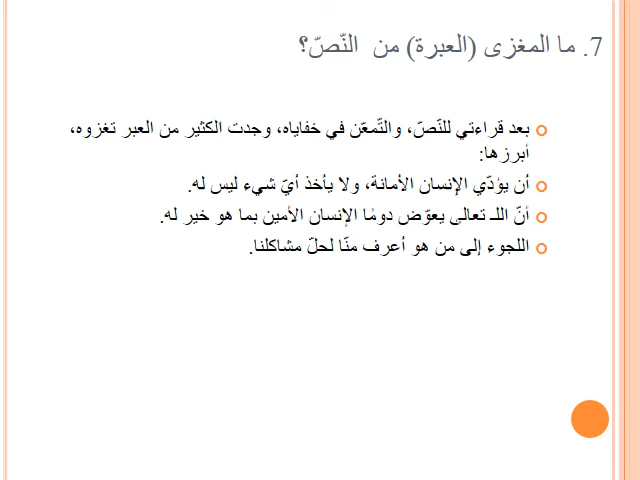 7. ما المغزى (العبرة) من النّصّ؟
بعد قراءتي للنّصّ، والتّمعّن في خفاياه، وجدت الكثير من العبر تغزوه،
أبرزها:
أن يؤدّي الإنسان الأمانة، ولا يأخذ أيّ شيء ليس له.
أنّ اللـ تعالى يعوّض دومًا الإنسان الأمين بما هو خير له.
اللجوء إلى من هو أعرف منّا لحلّ مشاكلنا.